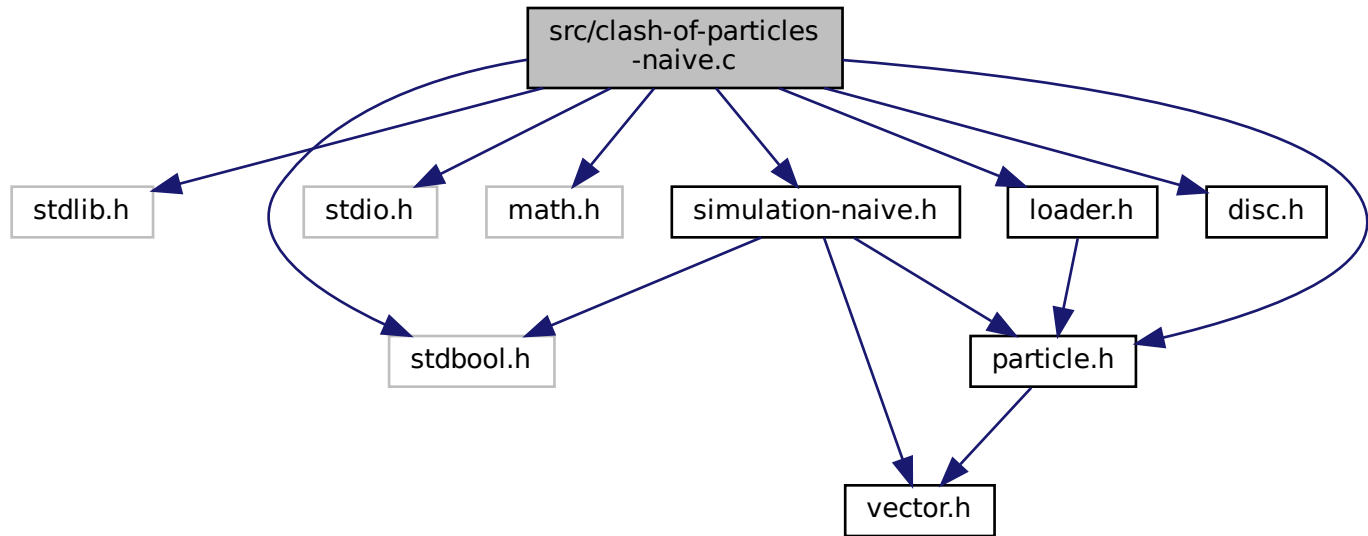 src/clash-of-particles
-naive.c
stdlib.h
stdio.h
math.h
simulation-naive.h
loader.h
disc.h
stdbool.h
particle.h
vector.h